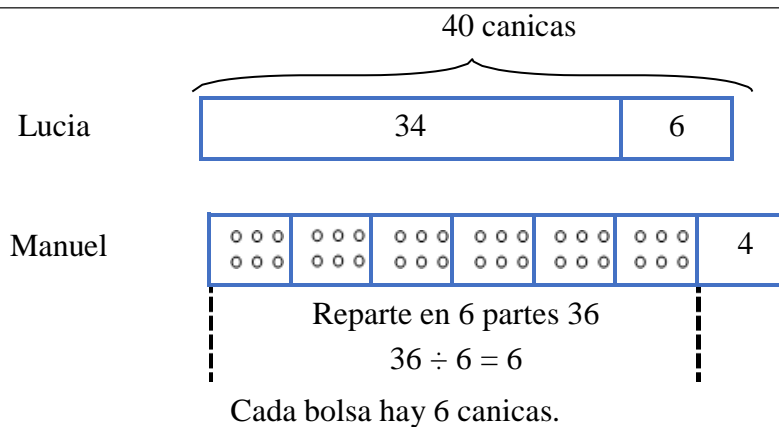 40 canicas
Lucia 34 6
Manuel 4
Reparte en 6 partes 36
36 ÷ 6 = 6
Cada bolsa hay 6 canicas.